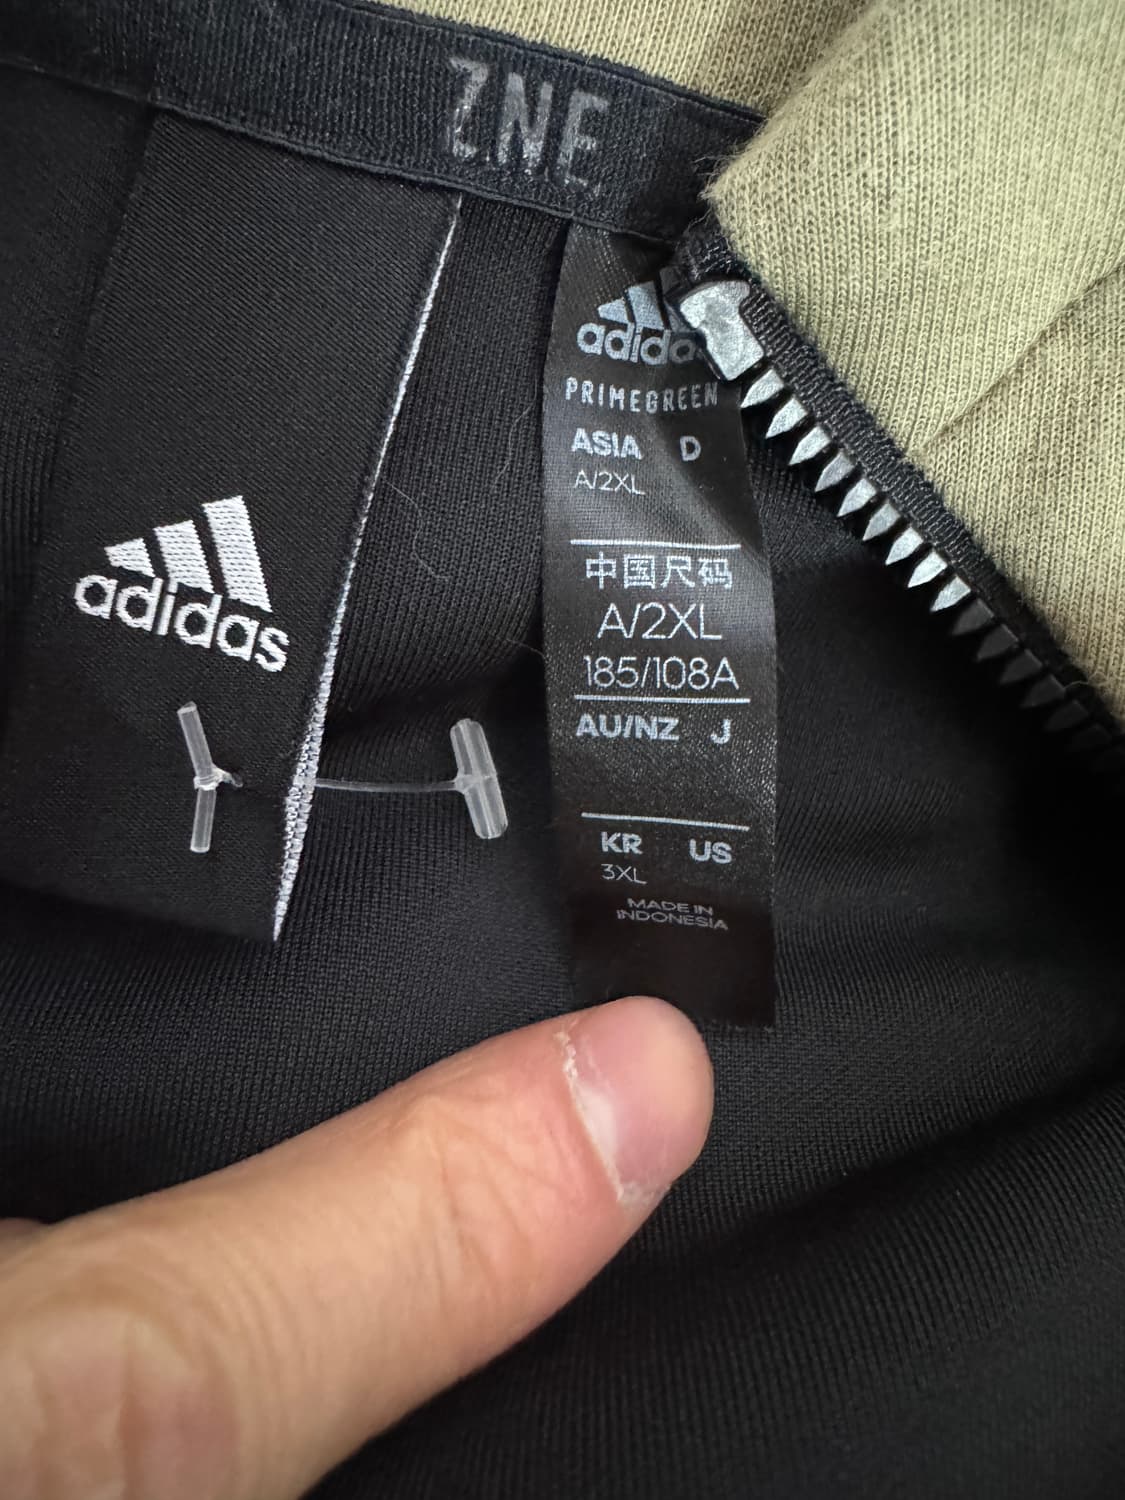 Z.N.E.
adidas
adidas
PRIMEGREEN
ASIA D
A/2XL
中国尺码
A/2XL
185/108A
AU/NZ J
KR US
3XL
MADE IN
INDONESIA